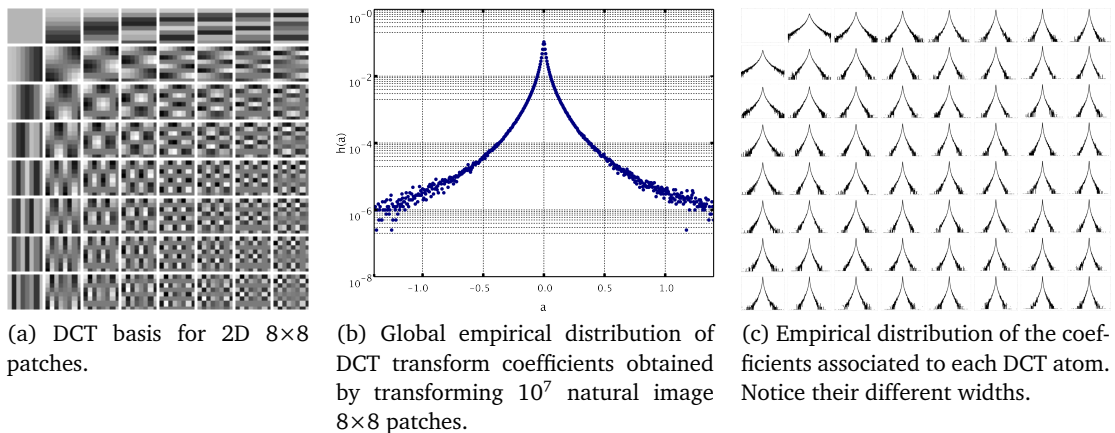 10⁻⁰
10⁻²
10⁻⁴
10⁻⁶
10⁻⁸
h(a)
−1.0 −0.5 0.0 0.5 1.0
a
(a) DCT basis for 2D 8×8
patches.
(b) Global empirical distribution of
DCT transform coefficients obtained
by transforming 10⁷ natural image
8×8 patches.
(c) Empirical distribution of the coef-
ficients associated to each DCT atom.
Notice their different widths.